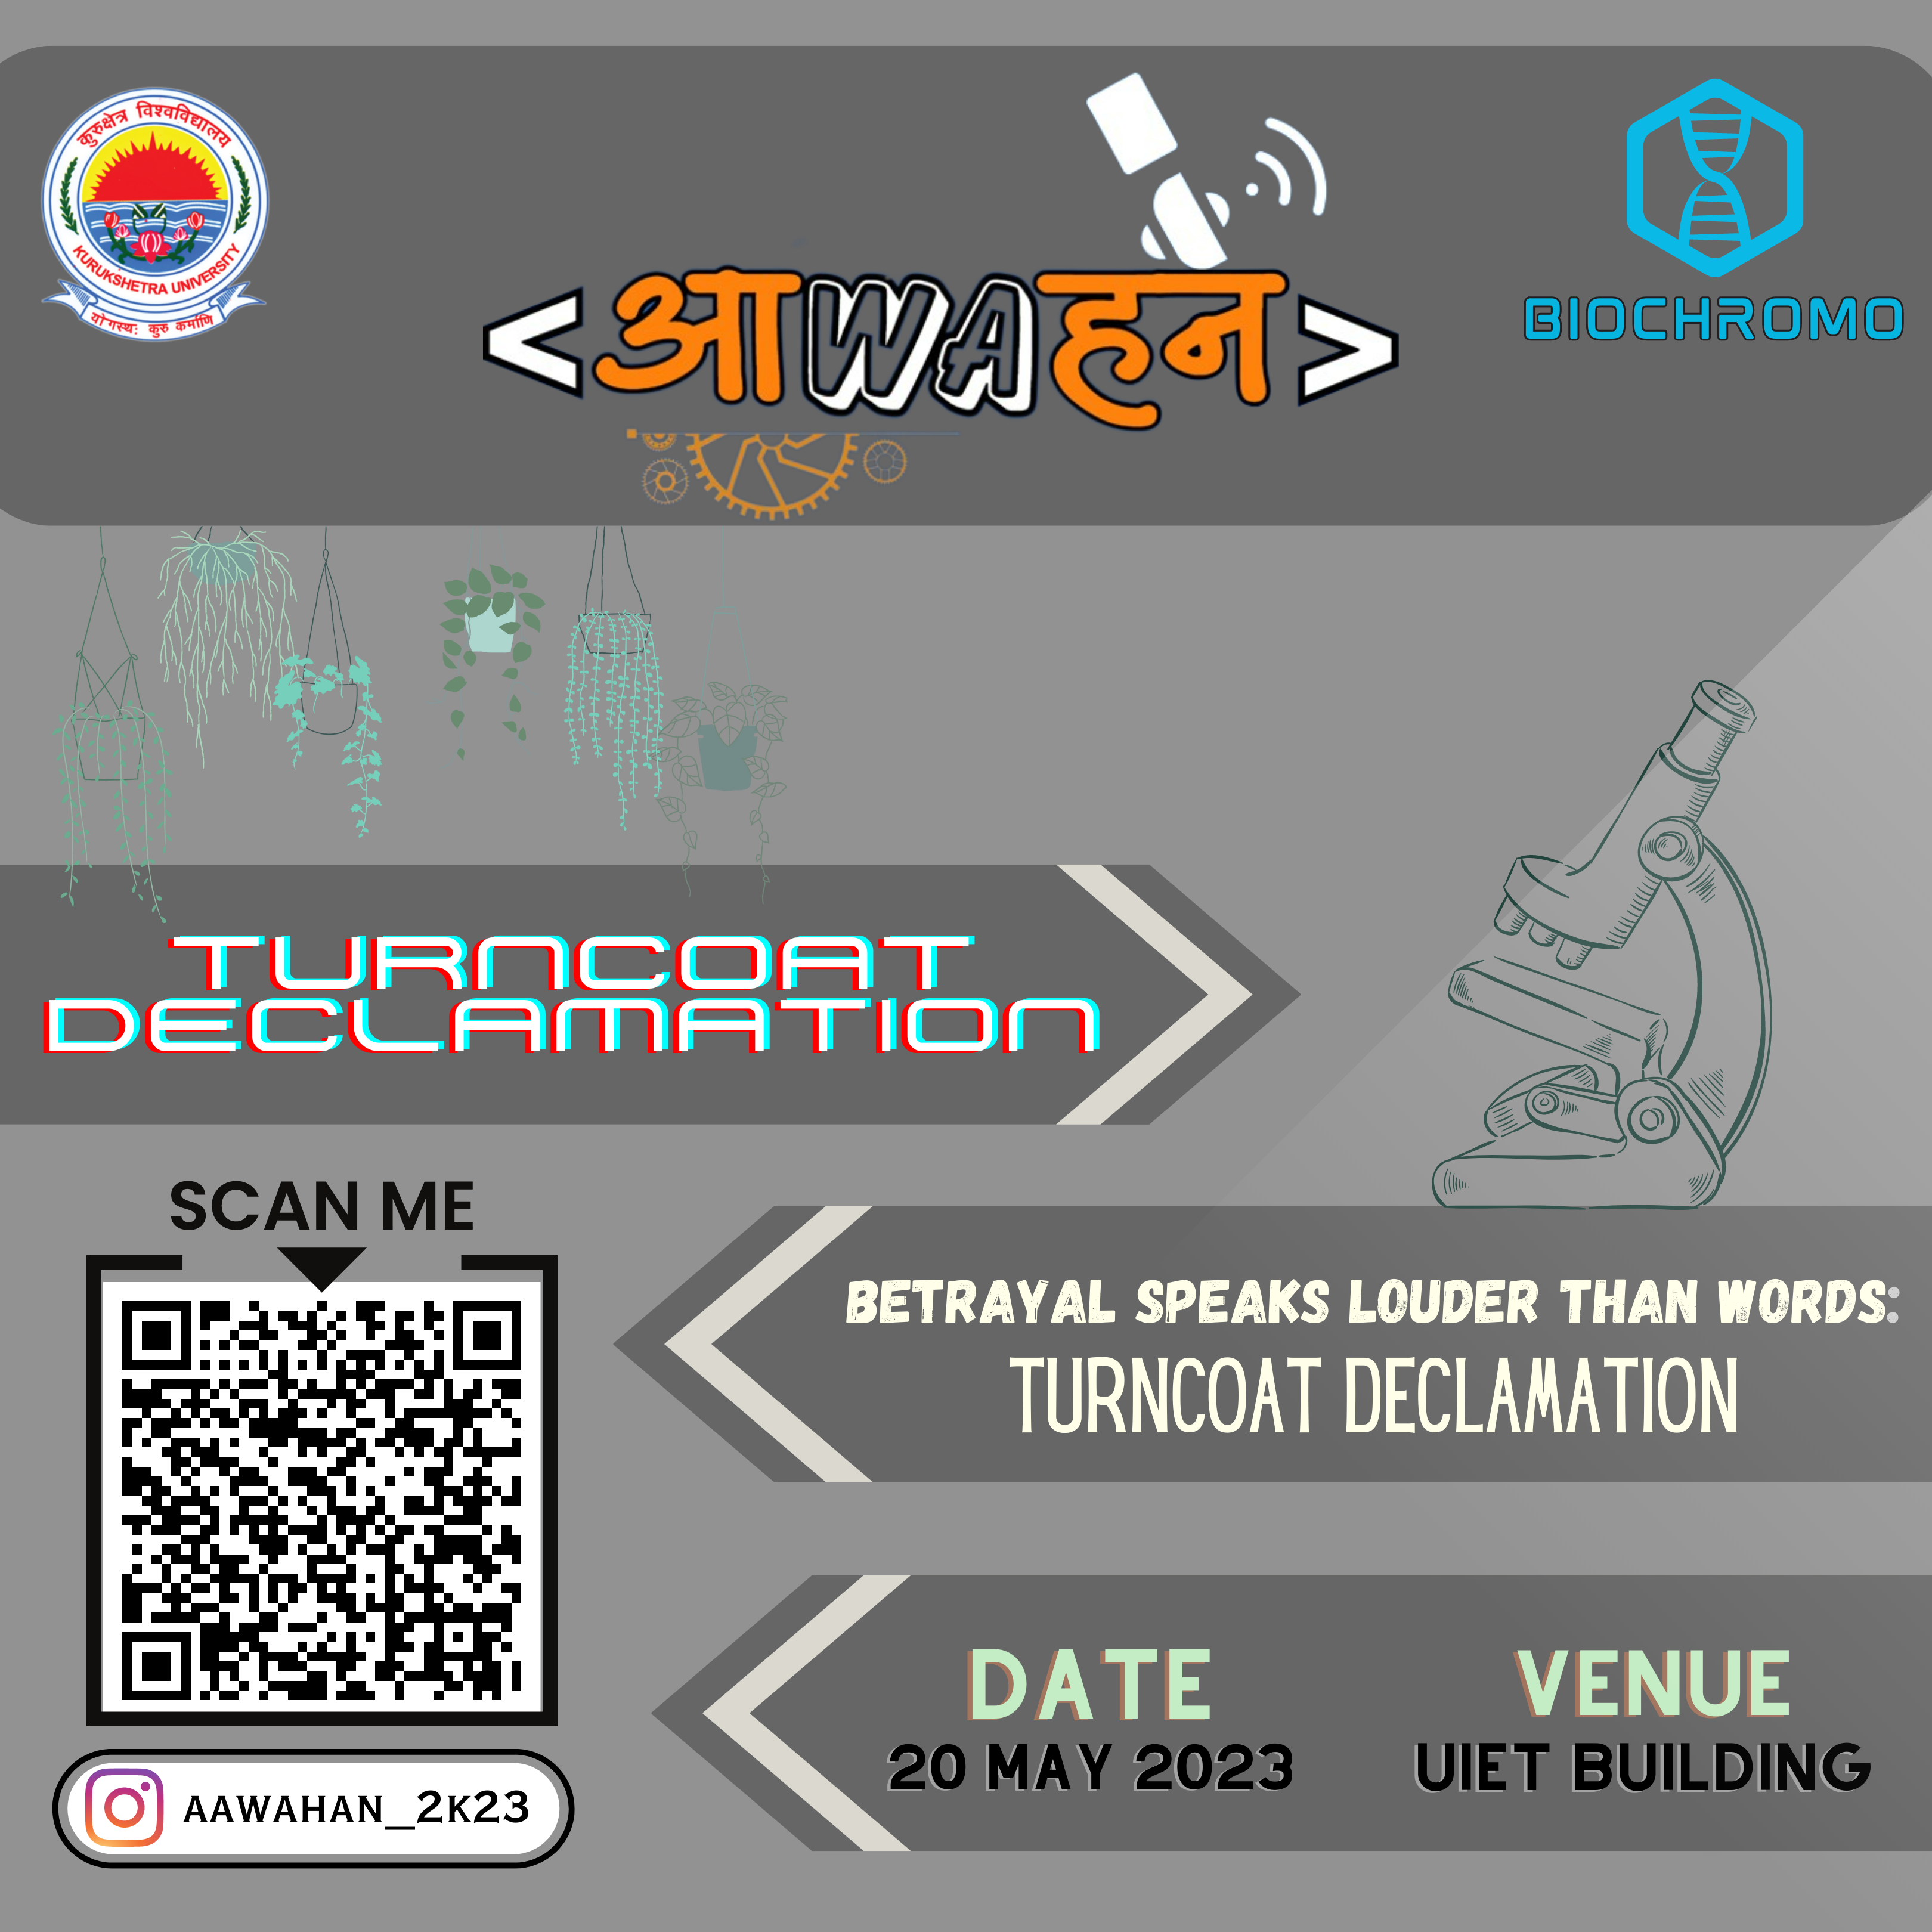 कुरुक्षेत्र विश्वविद्यालय
KURUKSHETRA UNIVERSITY
योगस्थः कुरु कर्माणि
<आWAहन>
BIOCHROMO
TURNCOAT
DECLAMATION
SCAN ME
BETRAYAL SPEAKS LOUDER THAN WORDS:
TURNCOAT DECLAMATION
DATE
20 MAY 2023
VENUE
UIET BUILDING
AAWAHAN_2K23